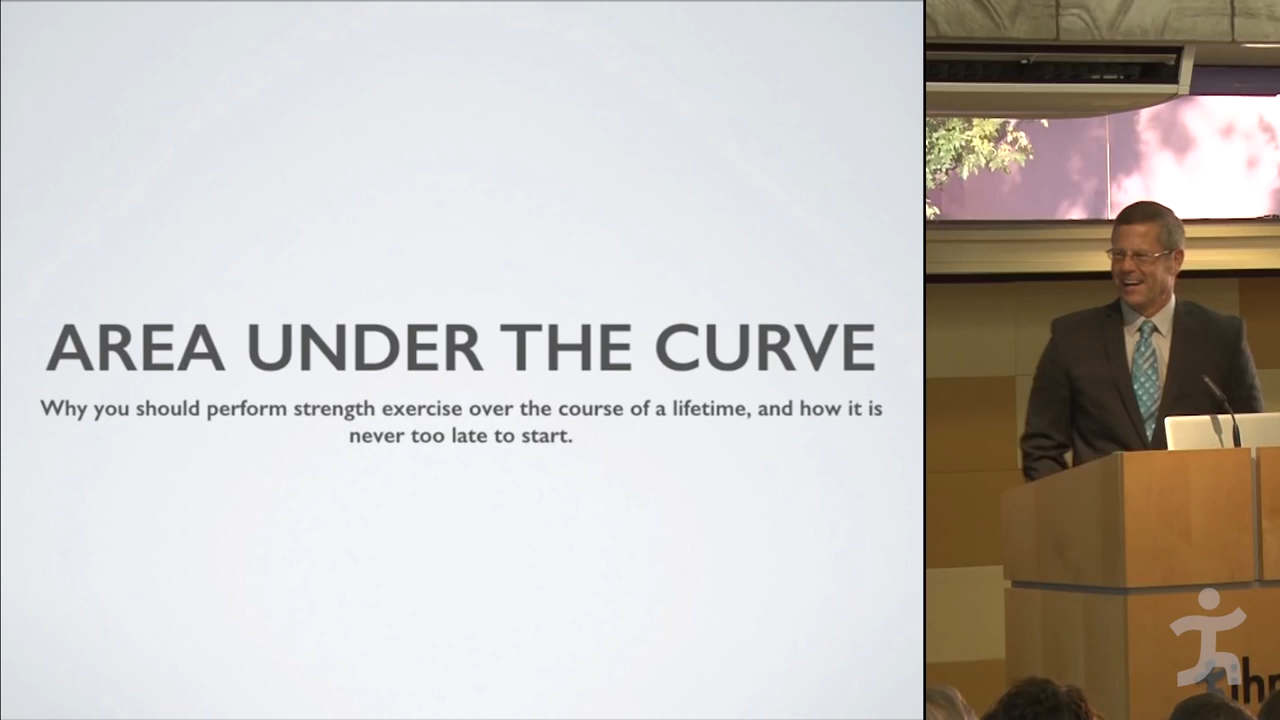 AREA UNDER THE CURVE
Why you should perform strength exercise over the course of a lifetime, and how it is
never too late to start.
ihm